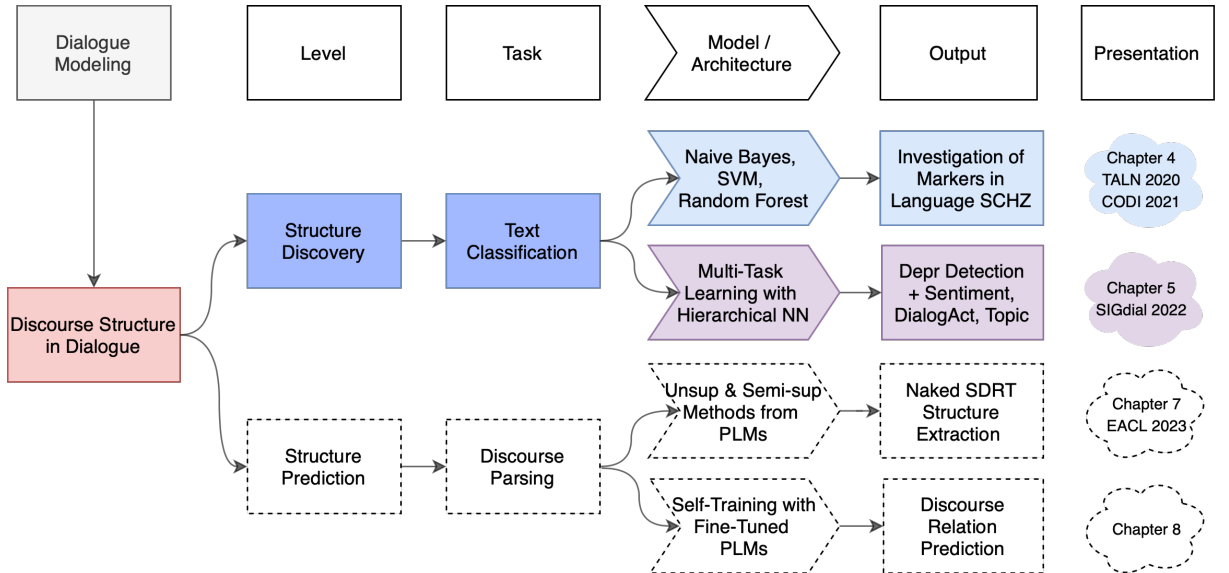 Dialogue
Modeling
Level
Task
Model /
Architecture
Output
Presentation
Naive Bayes,
SVM,
Random Forest
Investigation of
Markers in
Language SCHZ
Chapter 4
TALN 2020
CODI 2021
Structure
Discovery
Text
Classification
Multi-Task
Learning with
Hierarchical NN
Depr Detection
+ Sentiment,
DialogAct, Topic
Chapter 5
SIGdial 2022
Discourse Structure
in Dialogue
Unsup & Semi-sup
Methods from
PLMs
Naked SDRT
Structure
Extraction
Chapter 7
EACL 2023
Structure
Prediction
Discourse
Parsing
Self-Training with
Fine-Tuned
PLMs
Discourse
Relation
Prediction
Chapter 8